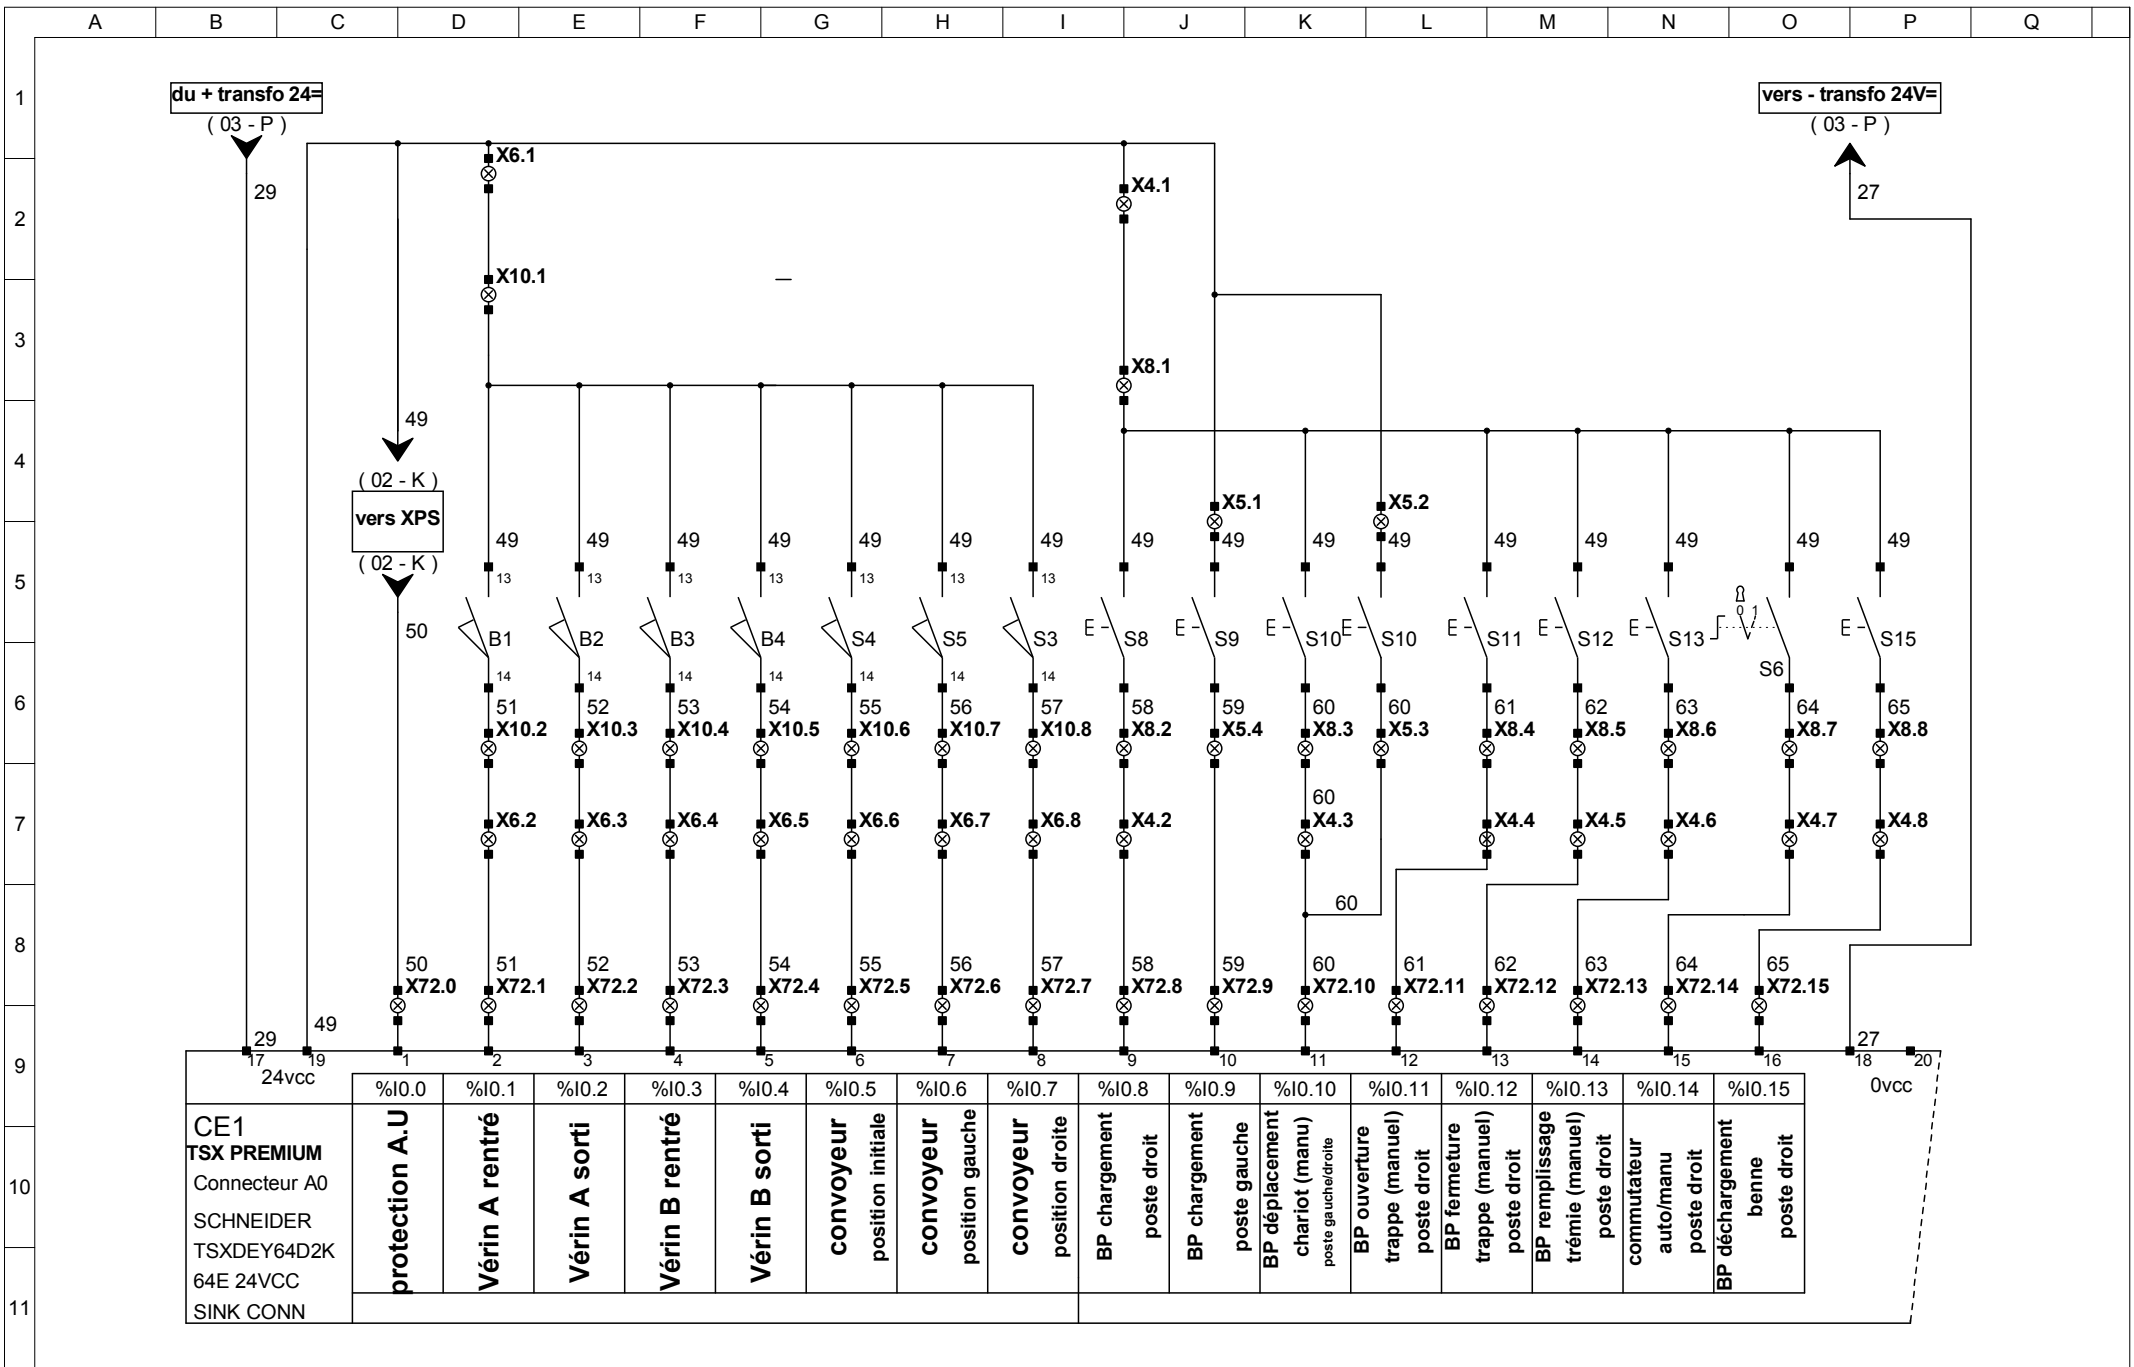 A B C D E F G H I J K L M N O P Q
1
2
3
4
5
6
7
8
9
10
11
du + transfo 24=
( 03 - P )
29
vers - transfo 24V=
( 03 - P )
27
X6.1
X4.1
X10.1
X8.1
49
( 02 - K )
vers XPS
( 02 - K )
50
X5.1 X5.2
49 49 49 49 49 49 49 49 49 49 49 49 49 49 49 49
13 13 13 13 13 13 13
0 1
B1 B2 B3 B4 S4 S5 S3 E S8 E S9 E S10 E S10 E S11 E S12 E S13 S6 E S15
14 14 14 14 14 14 14
51 52 53 54 55 56 57 58 59 60 60 61 62 63 64 65
X10.2 X10.3 X10.4 X10.5 X10.6 X10.7 X10.8 X8.2 X5.4 X8.3 X5.3 X8.4 X8.5 X8.6 X8.7 X8.8
60
X6.2 X6.3 X6.4 X6.5 X6.6 X6.7 X6.8 X4.2 X4.3 X4.4 X4.5 X4.6 X4.7 X4.8
60
50 51 52 53 54 55 56 57 58 59 60 61 62 63 64 65
X72.0 X72.1 X72.2 X72.3 X72.4 X72.5 X72.6 X72.7 X72.8 X72.9 X72.10 X72.11 X72.12 X72.13 X72.14 X72.15
29 49 27
17 19 1 2 3 4 5 6 7 8 9 10 11 12 13 14 15 16 18 20
24vcc
0vcc
%I0.0 %I0.1 %I0.2 %I0.3 %I0.4 %I0.5 %I0.6 %I0.7 %I0.8 %I0.9 %I0.10 %I0.11 %I0.12 %I0.13 %I0.14 %I0.15
CE1
TSX PREMIUM
Connecteur A0
SCHNEIDER
TSXDEY64D2K
64E 24VCC
SINK CONN
protection A.U
Vérin A rentré
Vérin A sorti
Vérin B rentré
Vérin B sorti
convoyeur
position initiale
convoyeur
position gauche
convoyeur
position droite
BP chargement
poste droit
BP chargement
poste gauche
BP déplacement
chariot (manu)
poste gauche/droite
BP ouverture
trappe (manuel)
poste droit
BP fermeture
trappe (manuel)
poste droit
BP remplissage
trémie (manuel)
poste droit
commutateur
auto/manu
poste droit
BP déchargement
benne
poste droit